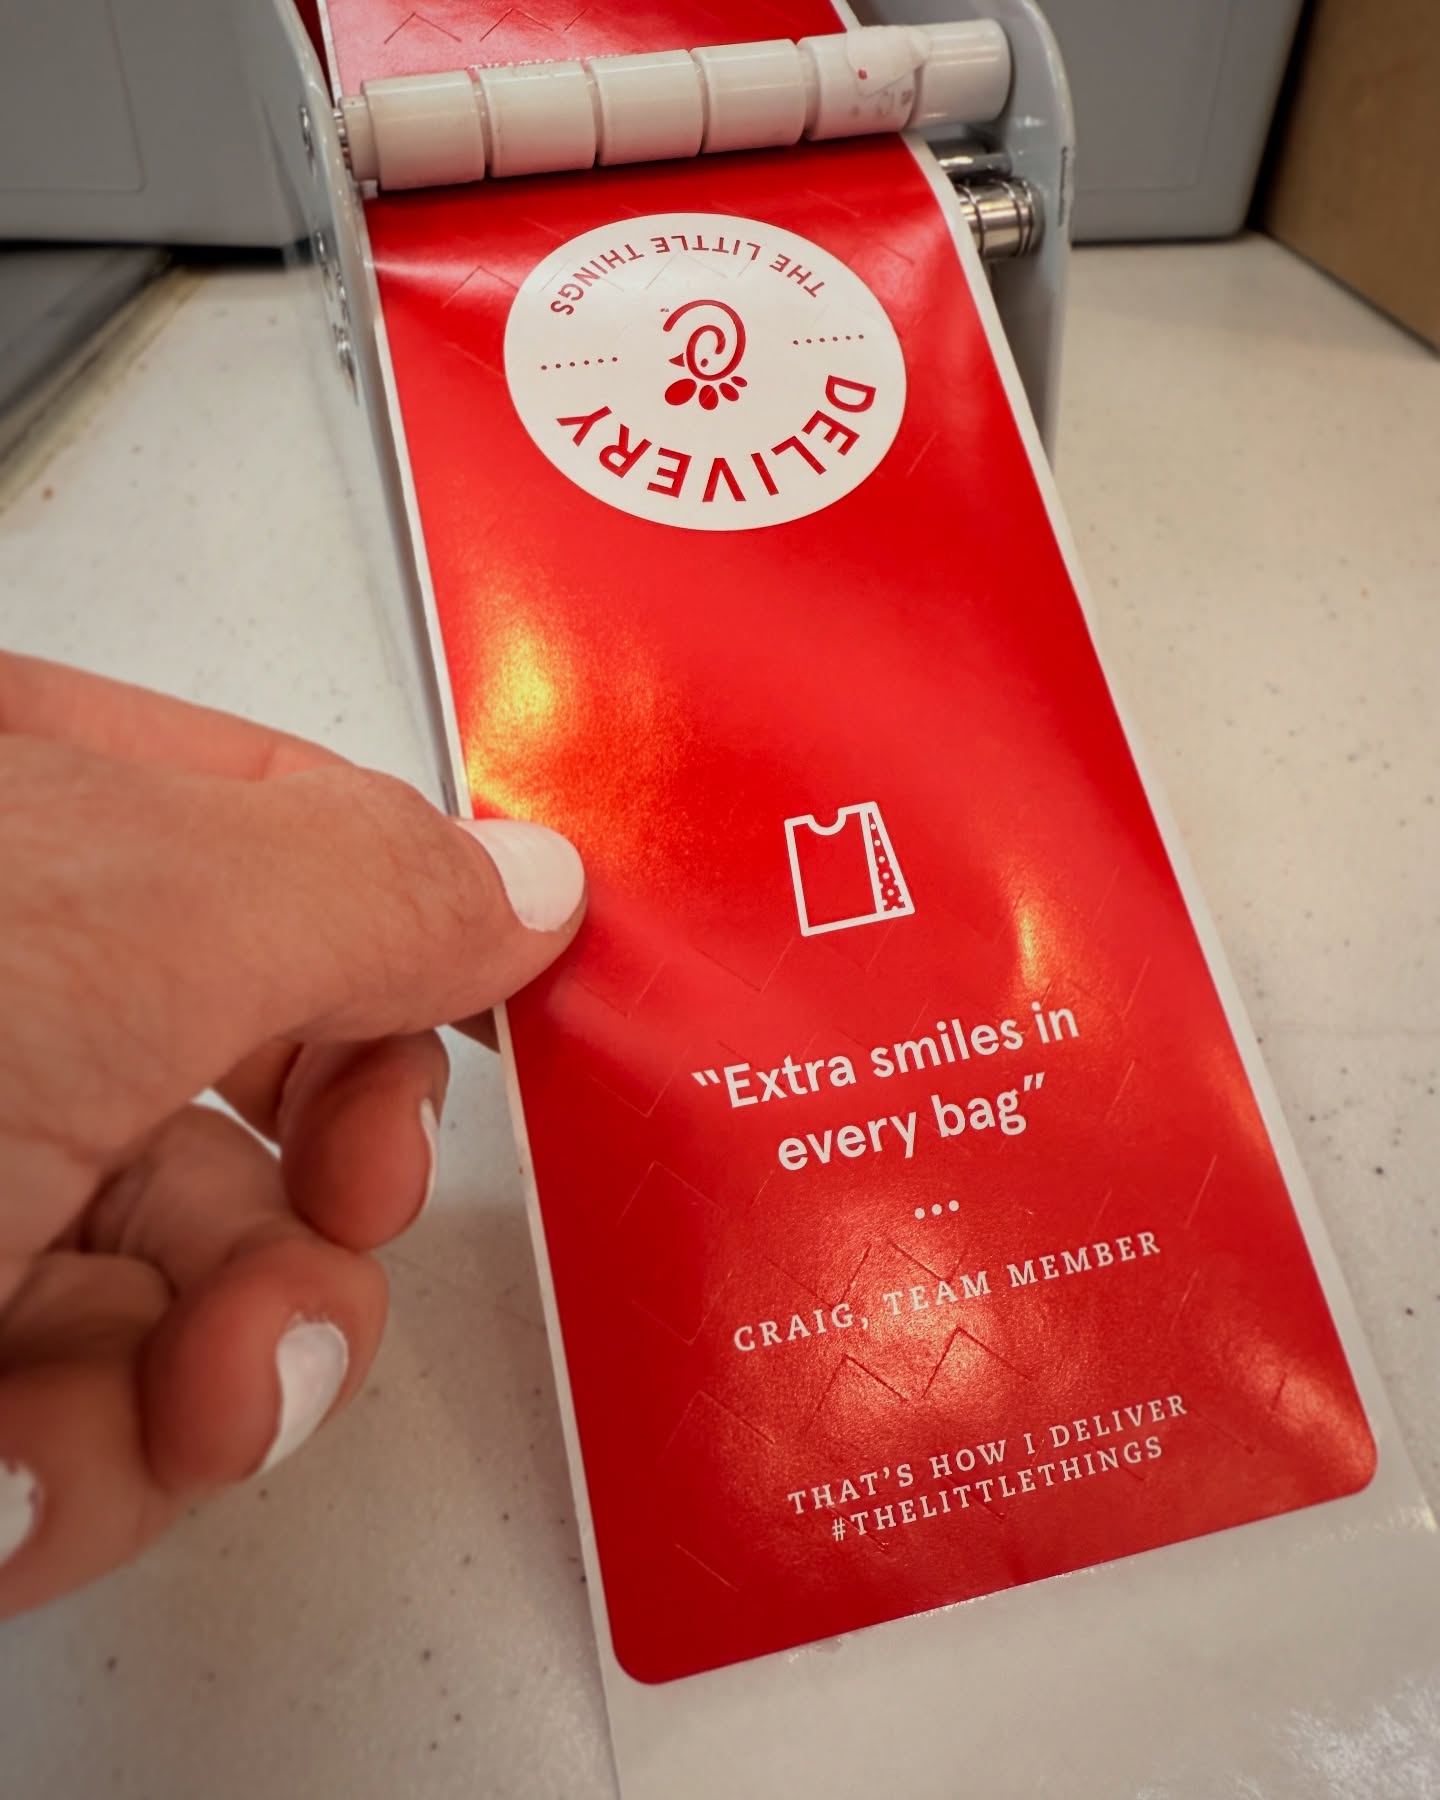 THE LITTLE THINGS
DELIVERY
“Extra smiles in
every bag”
...
CRAIG, TEAM MEMBER
THAT’S HOW I DELIVER
#THELITTLETHINGS